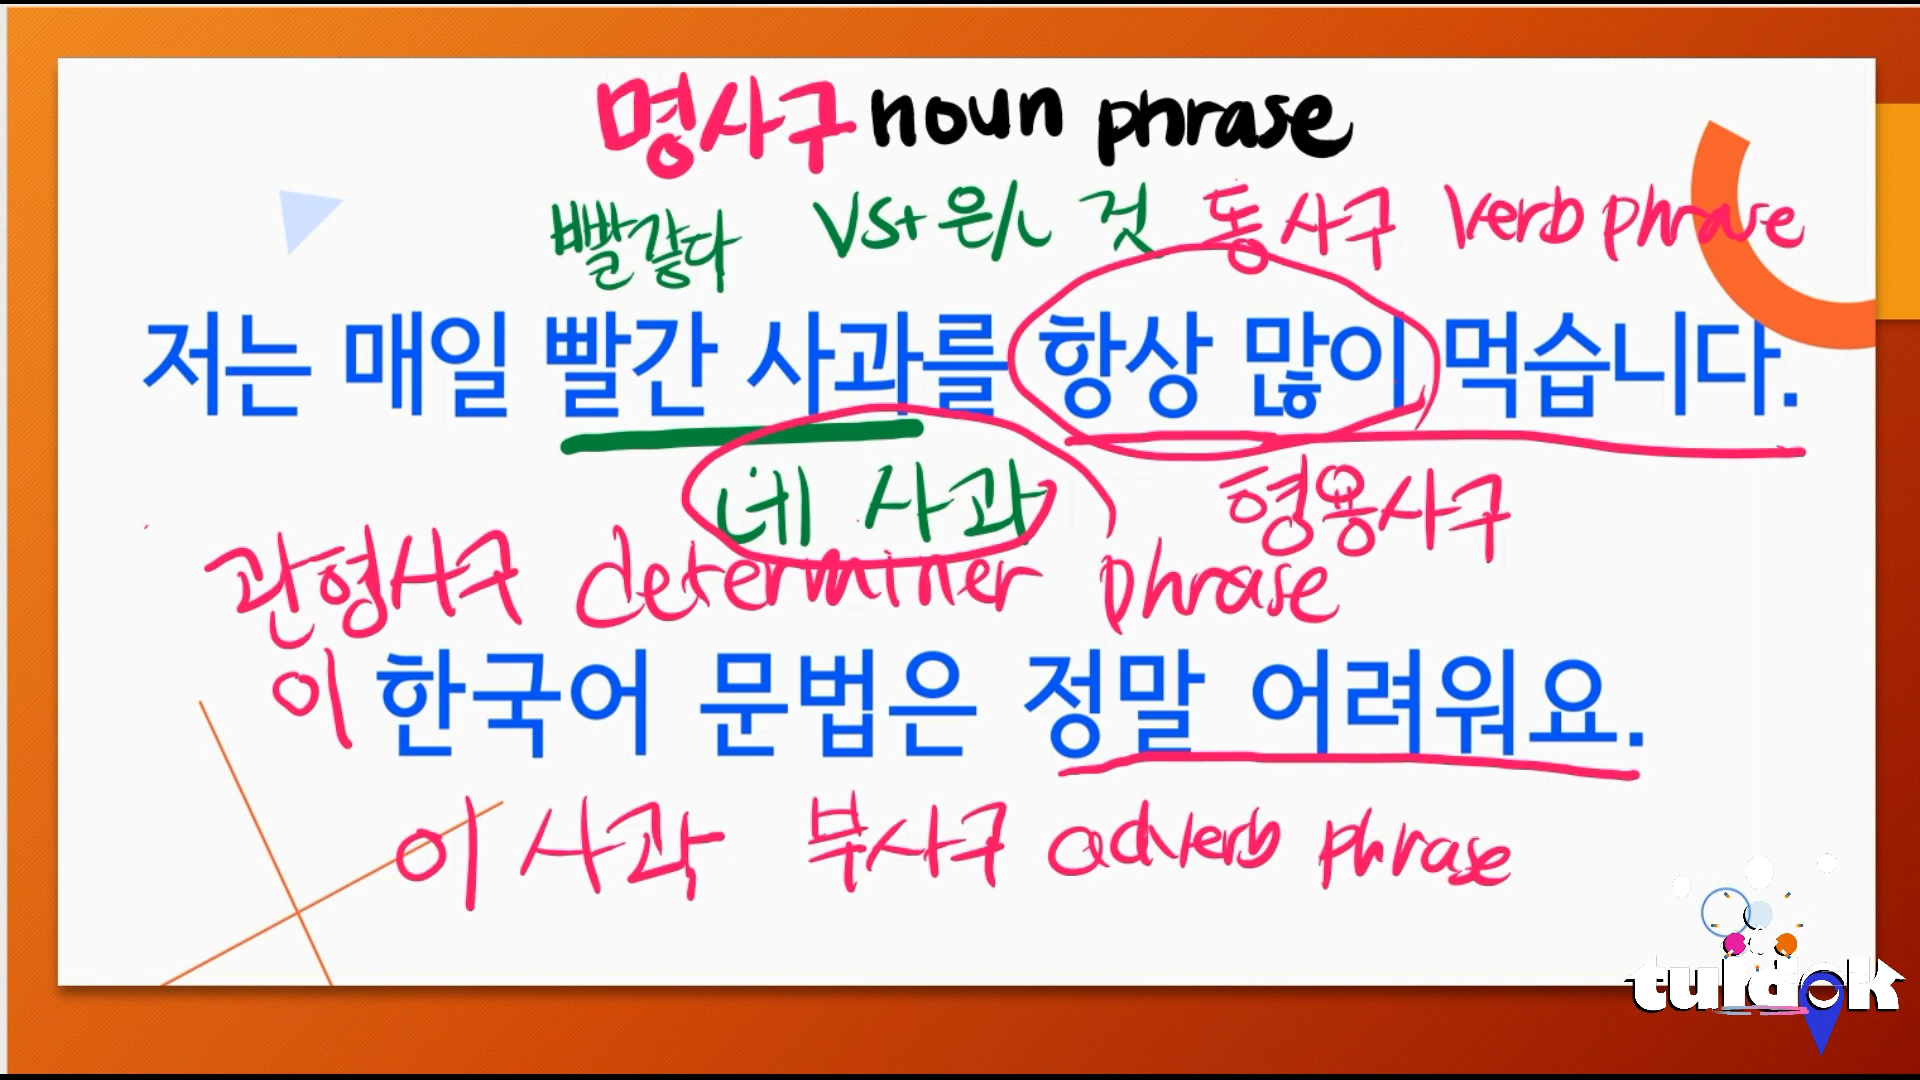 명사구 noun phrase
빨갛다 VS+은/ㄴ 것 동사구 verb phrase
저는 매일 빨간 사과를 항상 많이 먹습니다.
네 사과 형용사구
관형사구 determiner phrase
이 한국어 문법은 정말 어려워요.
이 사과 부사구 adverb phrase
tuldok